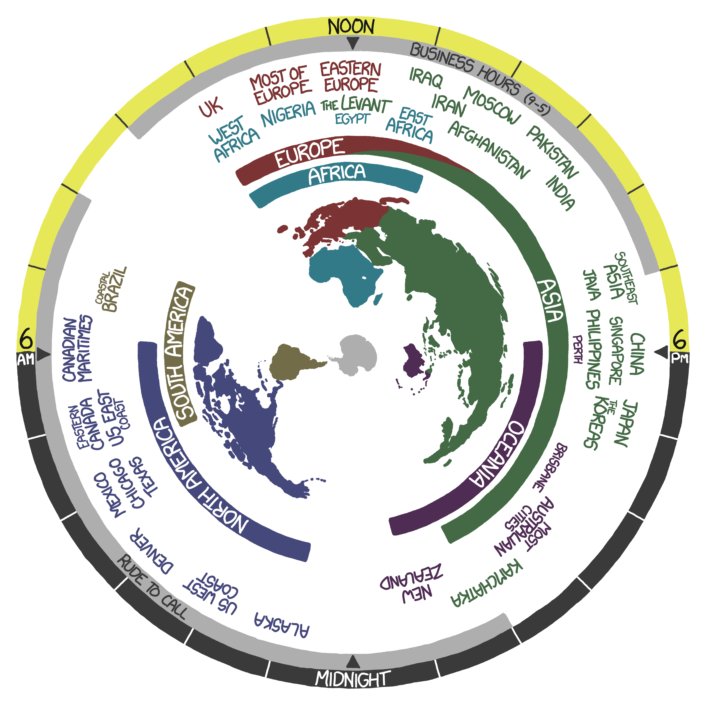 NOON
BUSINESS HOURS (9-5)
6
PM
MIDNIGHT
RUDE TO CALL
6
AM
UK
MOST OF
EUROPE
EASTERN
EUROPE
WEST
AFRICA
NIGERIA
THE LEVANT
EGYPT
EAST
AFRICA
IRAQ
IRAN
MOSCOW
AFGHANISTAN
PAKISTAN
INDIA
EUROPE
AFRICA
ASIA
SOUTHEAST
ASIA
JAVA
PHILIPPINES
SINGAPORE
CHINA
PERTH
JAPAN
THE
KOREAS
OCEANIA
BRISBANE
MOST
AUSTRALIAN
CITIES
KAMCHATKA
NEW
ZEALAND
ALASKA
US WEST
COAST
DENVER
MEXICO
CHICAGO
TEXAS
EASTERN
CANADA
US EAST
COAST
CANADIAN
MARITIMES
COASTAL
BRAZIL
SOUTH AMERICA
NORTH AMERICA